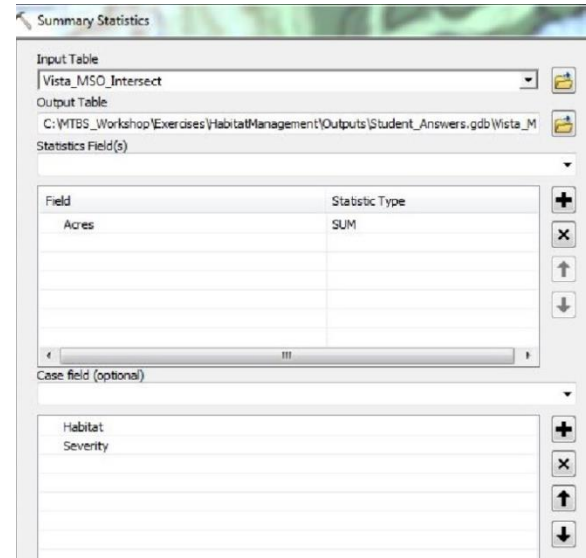 Summary Statistics
Input Table
Vista_MSO_Intersect
Output Table
C:\MTBS_Workshop\Exercises\HabitatManagement\Outputs\Student_Answers.gdb\Vista_M
Statistics Field(s)
Field Statistic Type
Acres SUM
Case field (optional)
Habitat
Severity